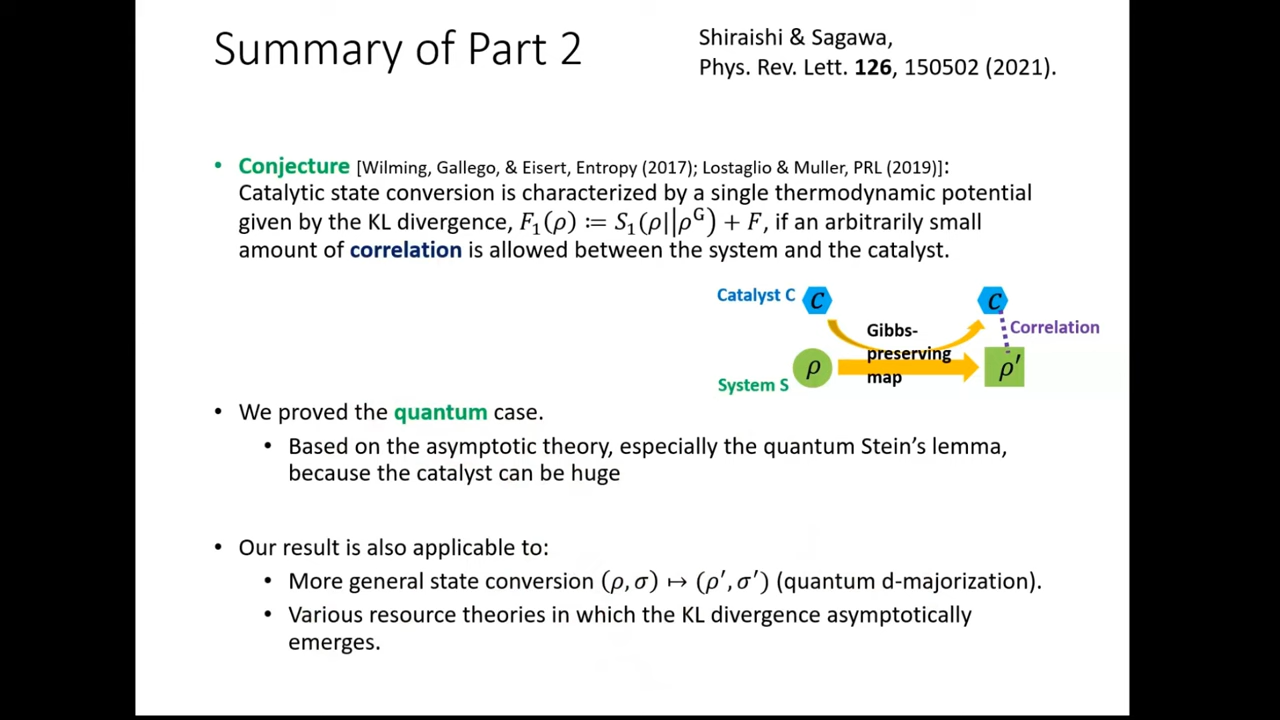 Summary of Part 2
Shiraishi & Sagawa,
Phys. Rev. Lett. 126, 150502 (2021).
• Conjecture [Wilming, Gallego, & Eisert, Entropy (2017); Lostaglio & Muller, PRL (2019)]:
Catalytic state conversion is characterized by a single thermodynamic potential
given by the KL divergence, F₁(ρ) ≔ S₁(ρ||ρᴳ) + F, if an arbitrarily small
amount of correlation is allowed between the system and the catalyst.
Catalyst C
c
c
Correlation
Gibbs-
preserving
map
System S
ρ
ρ′
• We proved the quantum case.
• Based on the asymptotic theory, especially the quantum Stein’s lemma,
because the catalyst can be huge
• Our result is also applicable to:
• More general state conversion (ρ, σ) ↦ (ρ′, σ′) (quantum d-majorization).
• Various resource theories in which the KL divergence asymptotically
emerges.